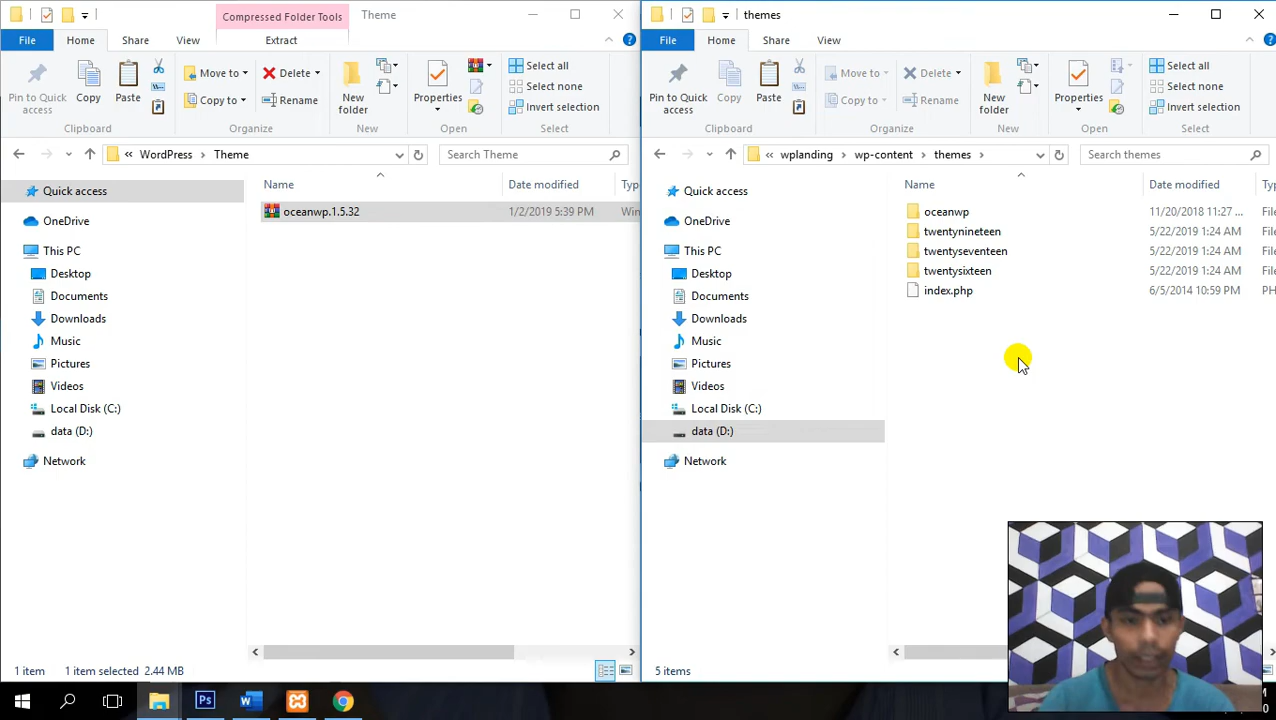 Compressed Folder Tools
Theme
File
Home
Share
View
Extract
Pin to Quick access
Copy
Paste
Move to
Copy to
Delete
Rename
New folder
Properties
Select all
Select none
Invert selection
Clipboard
Organize
New
Open
Select
« WordPress > Theme
Search Theme
Quick access
OneDrive
This PC
Desktop
Documents
Downloads
Music
Pictures
Videos
Local Disk (C:)
data (D:)
Network
Name
Date modified
Typ
oceanwp.1.5.32
1/2/2019 5:39 PM
Win
1 item
1 item selected 2.44 MB
themes
File
Home
Share
View
Pin to Quick access
Copy
Paste
Move to
Copy to
Delete
Rename
New folder
Properties
Select all
Select none
Invert selection
Clipboard
Organize
New
Open
Select
« wplanding > wp-content > themes >
Search themes
Quick access
OneDrive
This PC
Desktop
Documents
Downloads
Music
Pictures
Videos
Local Disk (C:)
data (D:)
Network
Name
Date modified
Typ
oceanwp
11/20/2018 11:27 ...
File
twentynineteen
5/22/2019 1:24 AM
File
twentyseventeen
5/22/2019 1:24 AM
File
twentysixteen
5/22/2019 1:24 AM
File
index.php
6/5/2014 10:59 PM
PH
5 items